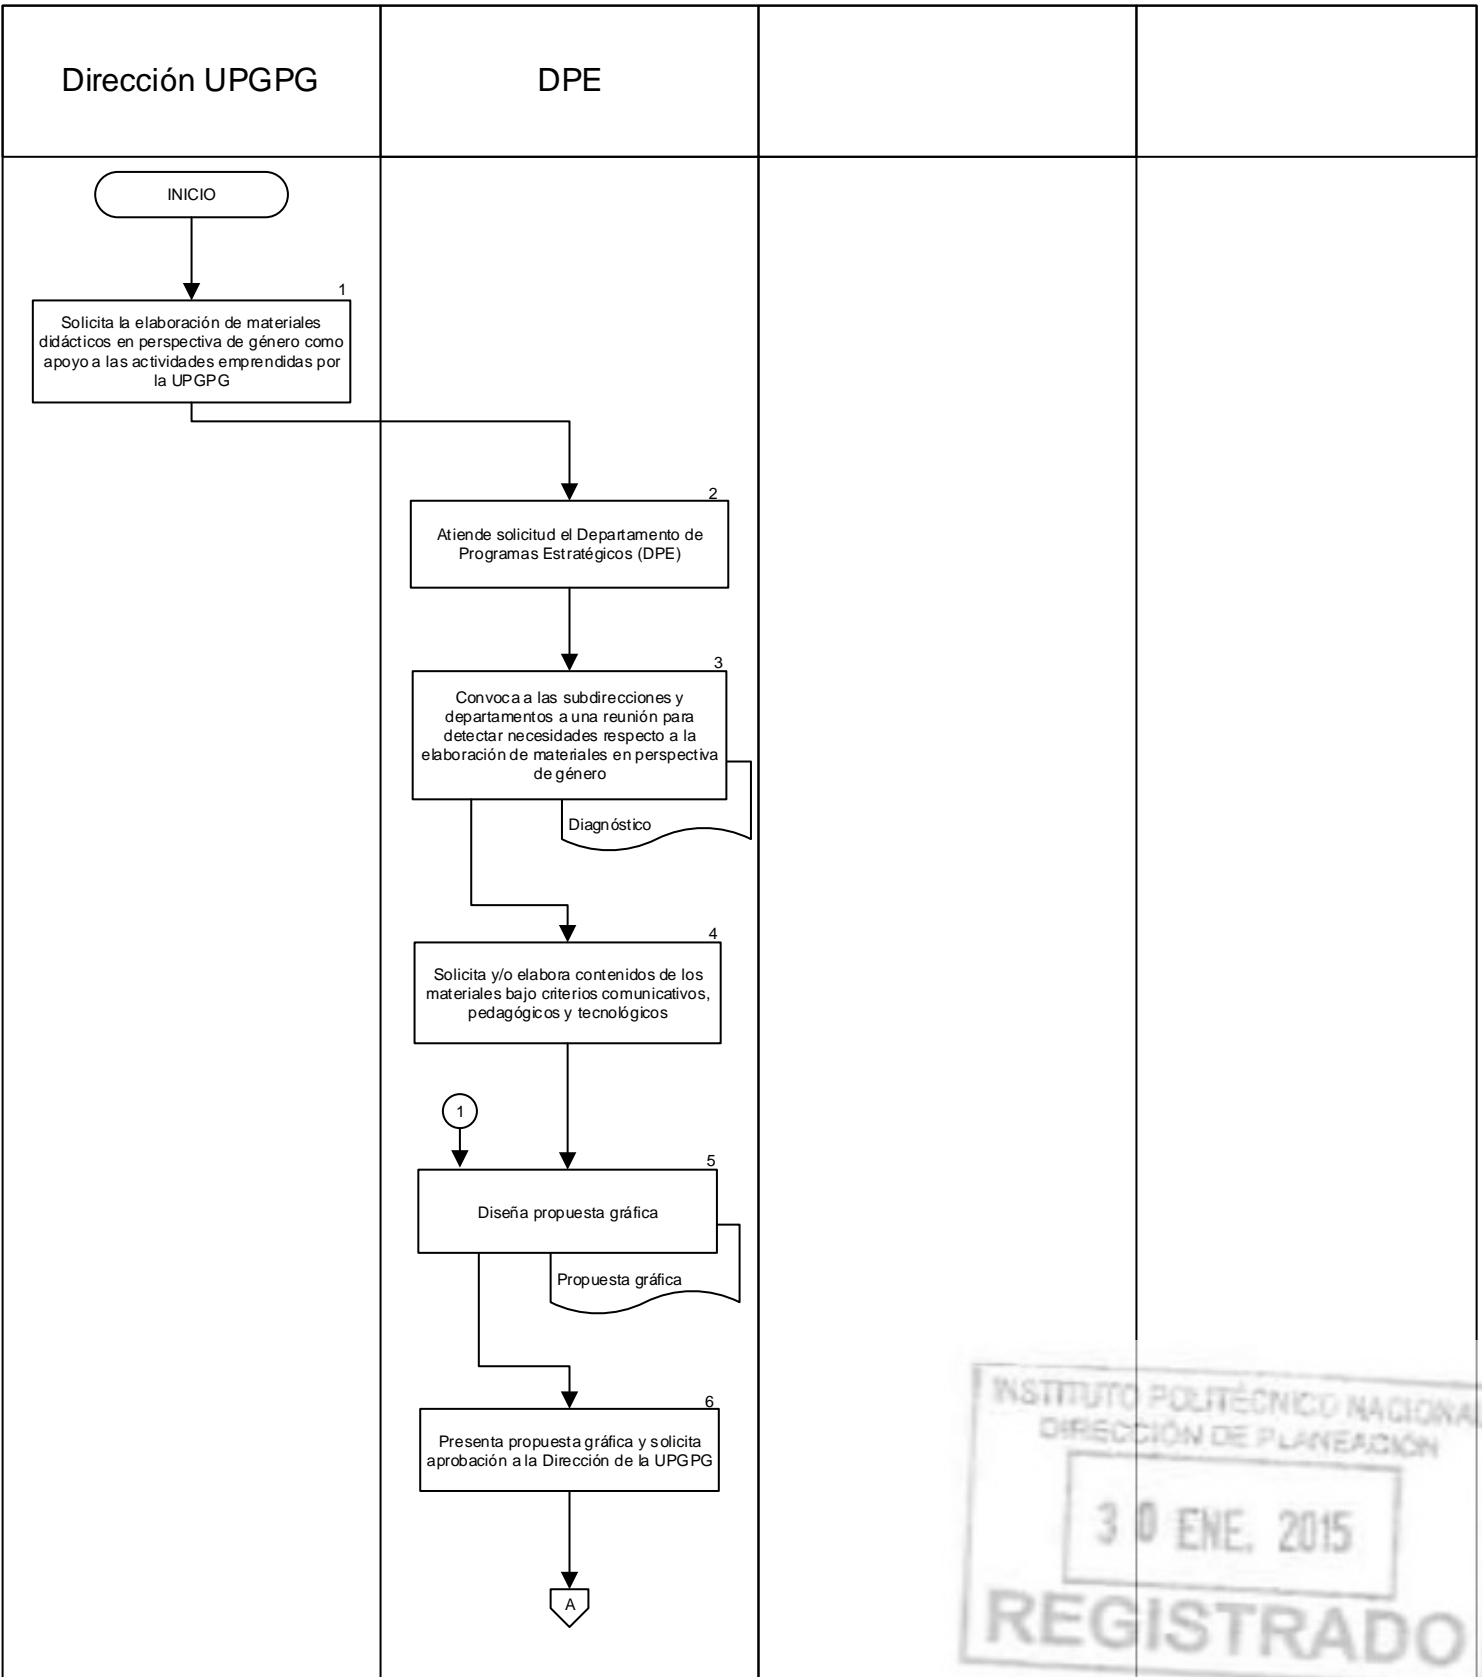 Dirección UPGPG
DPE
INICIO
1
Solicita la elaboración de materiales
didácticos en perspectiva de género como
apoyo a las actividades emprendidas por
la UPGPG
2
Atiende solicitud el Departamento de
Programas Estratégicos (DPE)
3
Convoca a las subdirecciones y
departamentos a una reunión para
detectar necesidades respecto a la
elaboración de materiales en perspectiva
de género
Diagnóstico
4
Solicita y/o elabora contenidos de los
materiales bajo criterios comunicativos,
pedagógicos y tecnológicos
1
5
Diseña propuesta gráfica
Propuesta gráfica
6
Presenta propuesta gráfica y solicita
aprobación a la Dirección de la UPGPG
A
INSTITUTO POLITÉCNICO NACIONAL
DIRECCIÓN DE PLANEACIÓN
30 ENE. 2015
REGISTRADO